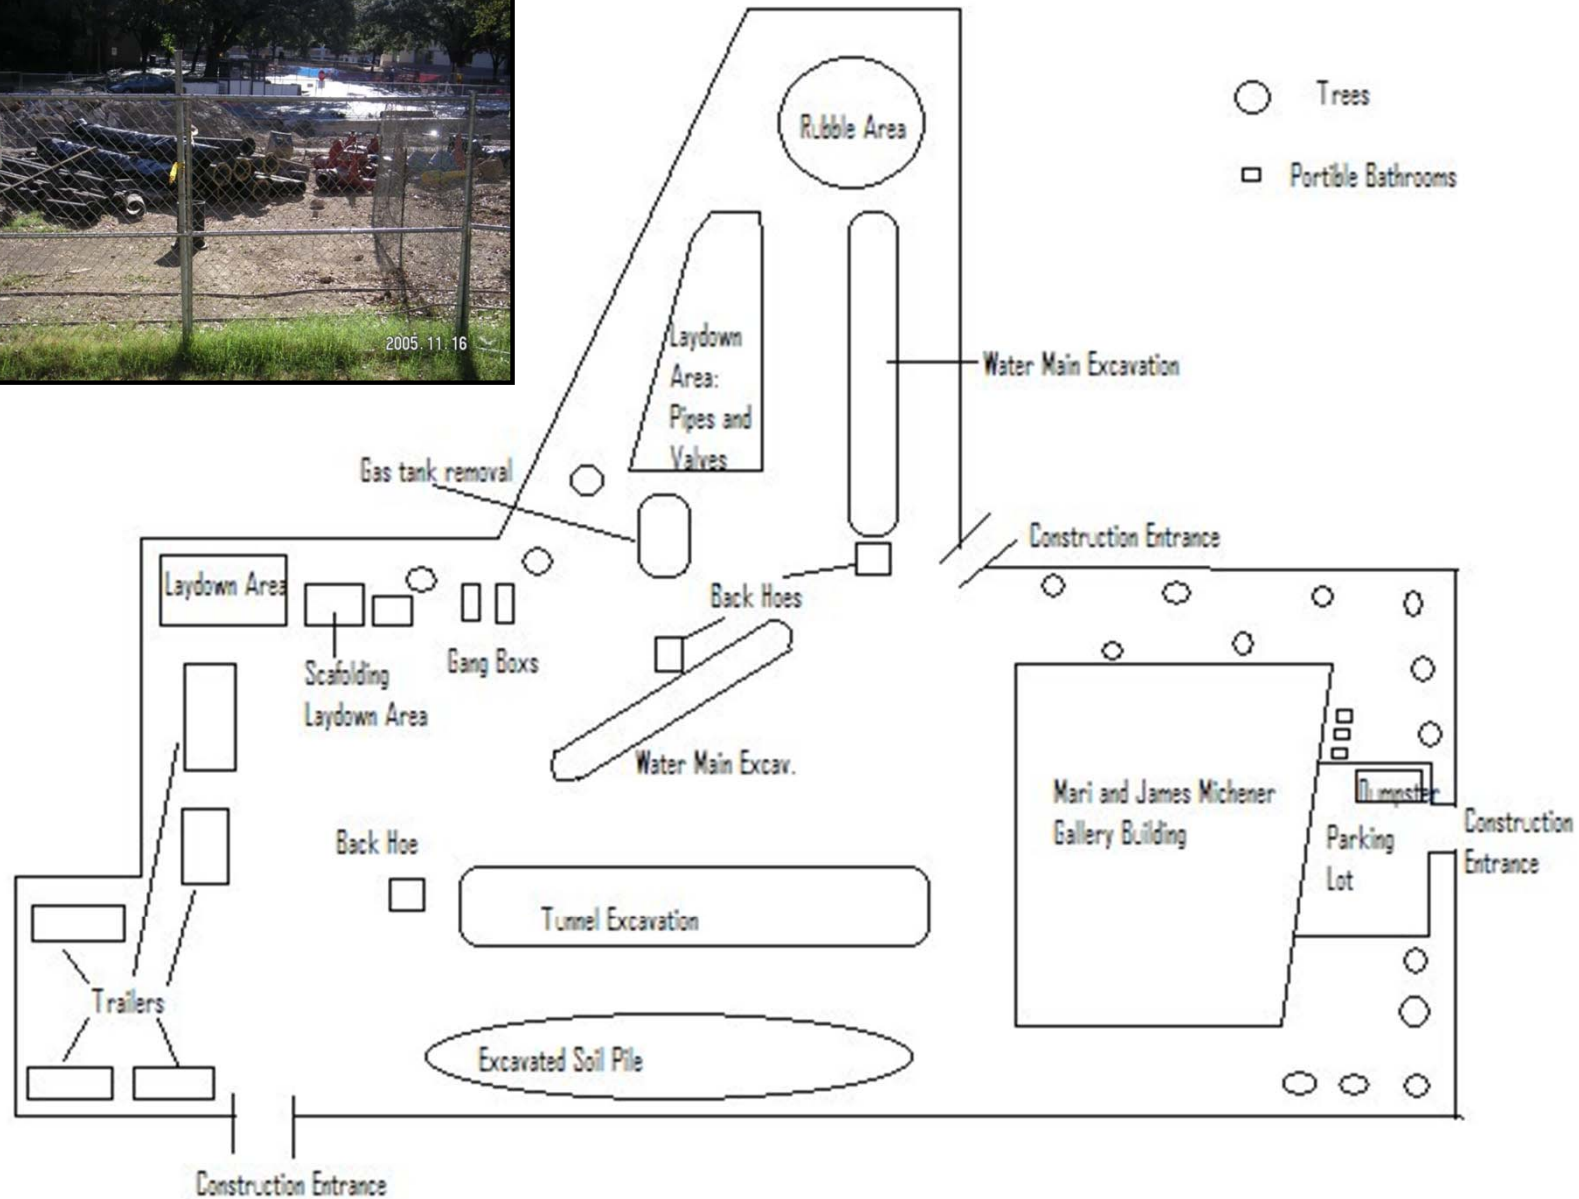 2005.11.16
Rubble Area
Trees
Portible Bathrooms
Laydown
Area:
Pipes and
Valves
Water Main Excavation
Gas tank removal
Construction Entrance
Laydown Area
Back Hoes
Scafolding
Laydown Area
Gang Boxs
Water Main Excav.
Mari and James Michener
Gallery Building
Dumpster
Parking
Lot
Construction
Entrance
Back Hoe
Tunnel Excavation
Trailers
Excavated Soil Pile
Construction Entrance